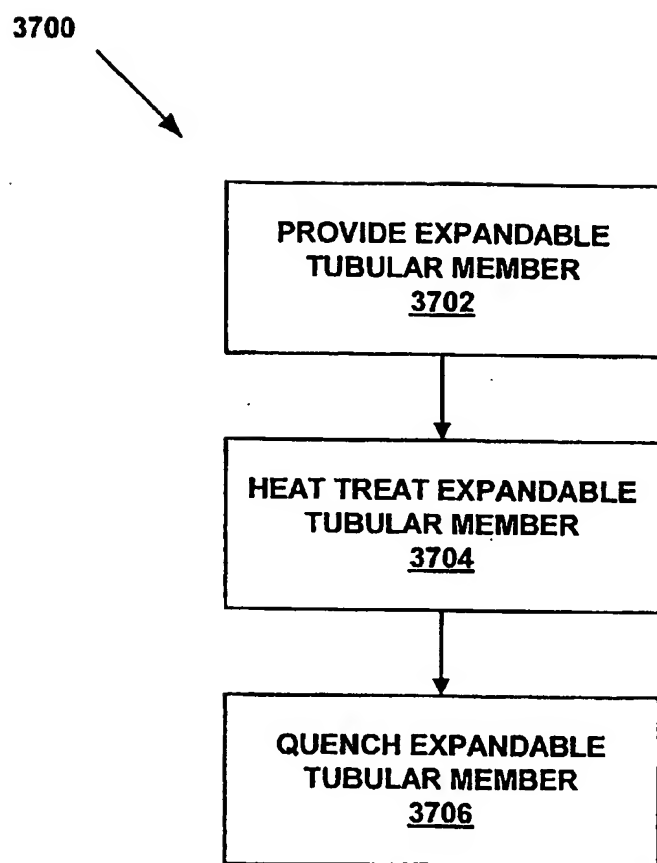 3700
PROVIDE EXPANDABLE
TUBULAR MEMBER
3702
HEAT TREAT EXPANDABLE
TUBULAR MEMBER
3704
QUENCH EXPANDABLE
TUBULAR MEMBER
3706